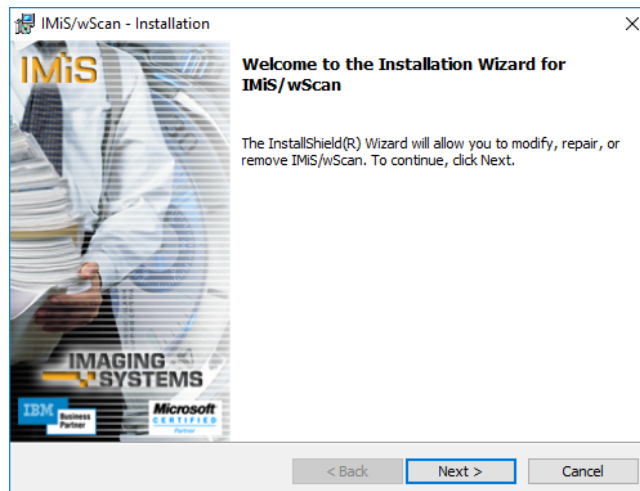 IMiS/wScan - Installation
IMiS
Welcome to the Installation Wizard for
IMiS/wScan
The InstallShield(R) Wizard will allow you to modify, repair, or
remove IMiS/wScan. To continue, click Next.
IMAGING
SYSTEMS
IBM
Business
Partner
Microsoft
CERTIFIED
Partner
< Back
Next >
Cancel